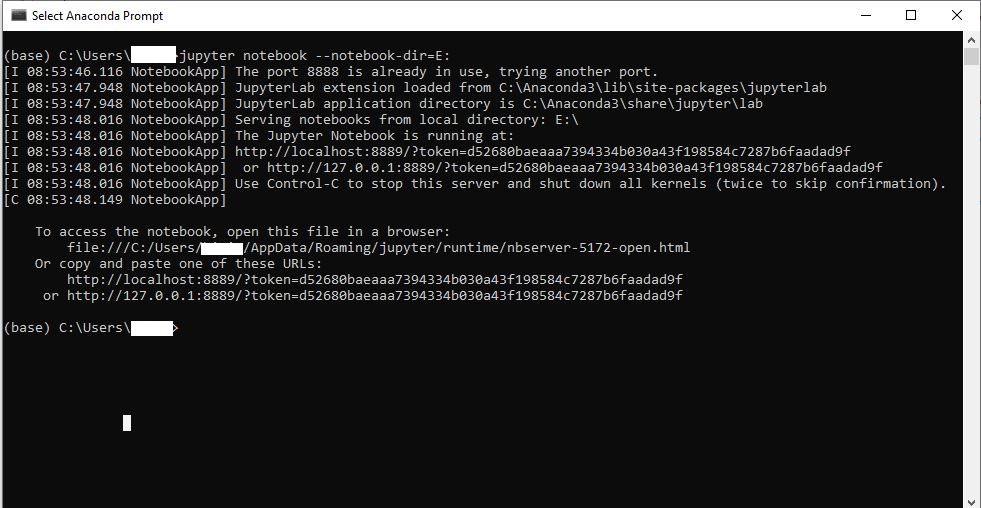 Select Anaconda Prompt
(base) C:\Users\ >jupyter notebook --notebook-dir=E:
[I 08:53:46.116 NotebookApp] The port 8888 is already in use, trying another port.
[I 08:53:47.948 NotebookApp] JupyterLab extension loaded from C:\Anaconda3\lib\site-packages\jupyterlab
[I 08:53:47.948 NotebookApp] JupyterLab application directory is C:\Anaconda3\share\jupyter\lab
[I 08:53:48.016 NotebookApp] Serving notebooks from local directory: E:\
[I 08:53:48.016 NotebookApp] The Jupyter Notebook is running at:
[I 08:53:48.016 NotebookApp] http://localhost:8889/?token=d52680baeaaa7394334b030a43f198584c7287b6faadad9f
[I 08:53:48.016 NotebookApp]  or http://127.0.0.1:8889/?token=d52680baeaaa7394334b030a43f198584c7287b6faadad9f
[I 08:53:48.016 NotebookApp] Use Control-C to stop this server and shut down all kernels (twice to skip confirmation).
[C 08:53:48.149 NotebookApp]
To access the notebook, open this file in a browser:
file:///C:/Users/ /AppData/Roaming/jupyter/runtime/nbserver-5172-open.html
Or copy and paste one of these URLs:
http://localhost:8889/?token=d52680baeaaa7394334b030a43f198584c7287b6faadad9f
or http://127.0.0.1:8889/?token=d52680baeaaa7394334b030a43f198584c7287b6faadad9f
(base) C:\Users\ >